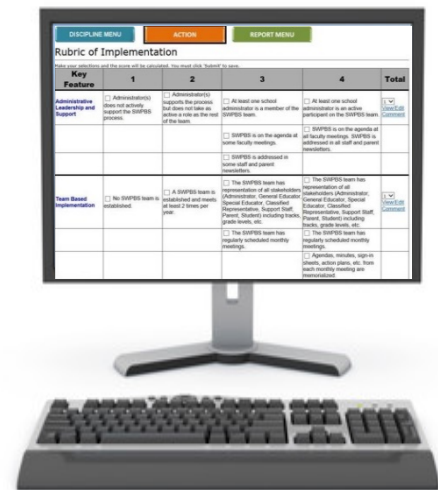 DISCIPLINE MENU
ACTION
REPORT MENU
Rubric of Implementation
Make your selections and the score will be calculated. You must click 'Submit' to save.
Key Feature
1
2
3
4
Total
Administrative Leadership and Support
Administrator(s) does not actively support the SWPBS process.
Administrator(s) supports the process but does not take as active a role as the rest of the team.
At least one school administrator is a member of the SWPBS team.
At least one school administrator is an active participant on the SWPBS team.
View/Edit Comment
SWPBS is on the agenda at some faculty meetings.
SWPBS is on the agenda at all faculty meetings. SWPBS is addressed in all staff and parent newsletters.
SWPBS is addressed in some staff and parent newsletters.
Team Based Implementation
No SWPBS team is established.
A SWPBS team is established and meets at least 2 times per year.
The SWPBS team has representation of all stakeholders (Administrator, General Educator, Special Educator, Classified Representative, Support Staff, Parent, Student) including tracks, grade levels, etc.
The SWPBS team has representation of all stakeholders (Administrator, General Educator, Special Educator, Classified Representative, Support Staff, Parent, Student) including tracks, grade levels, etc.
View/Edit Comment
The SWPBS team has regularly scheduled monthly meetings.
The SWPBS team has regularly scheduled monthly meetings.
Agendas, minutes, sign-in sheets, action plans, etc. from each monthly meeting are memorialized.